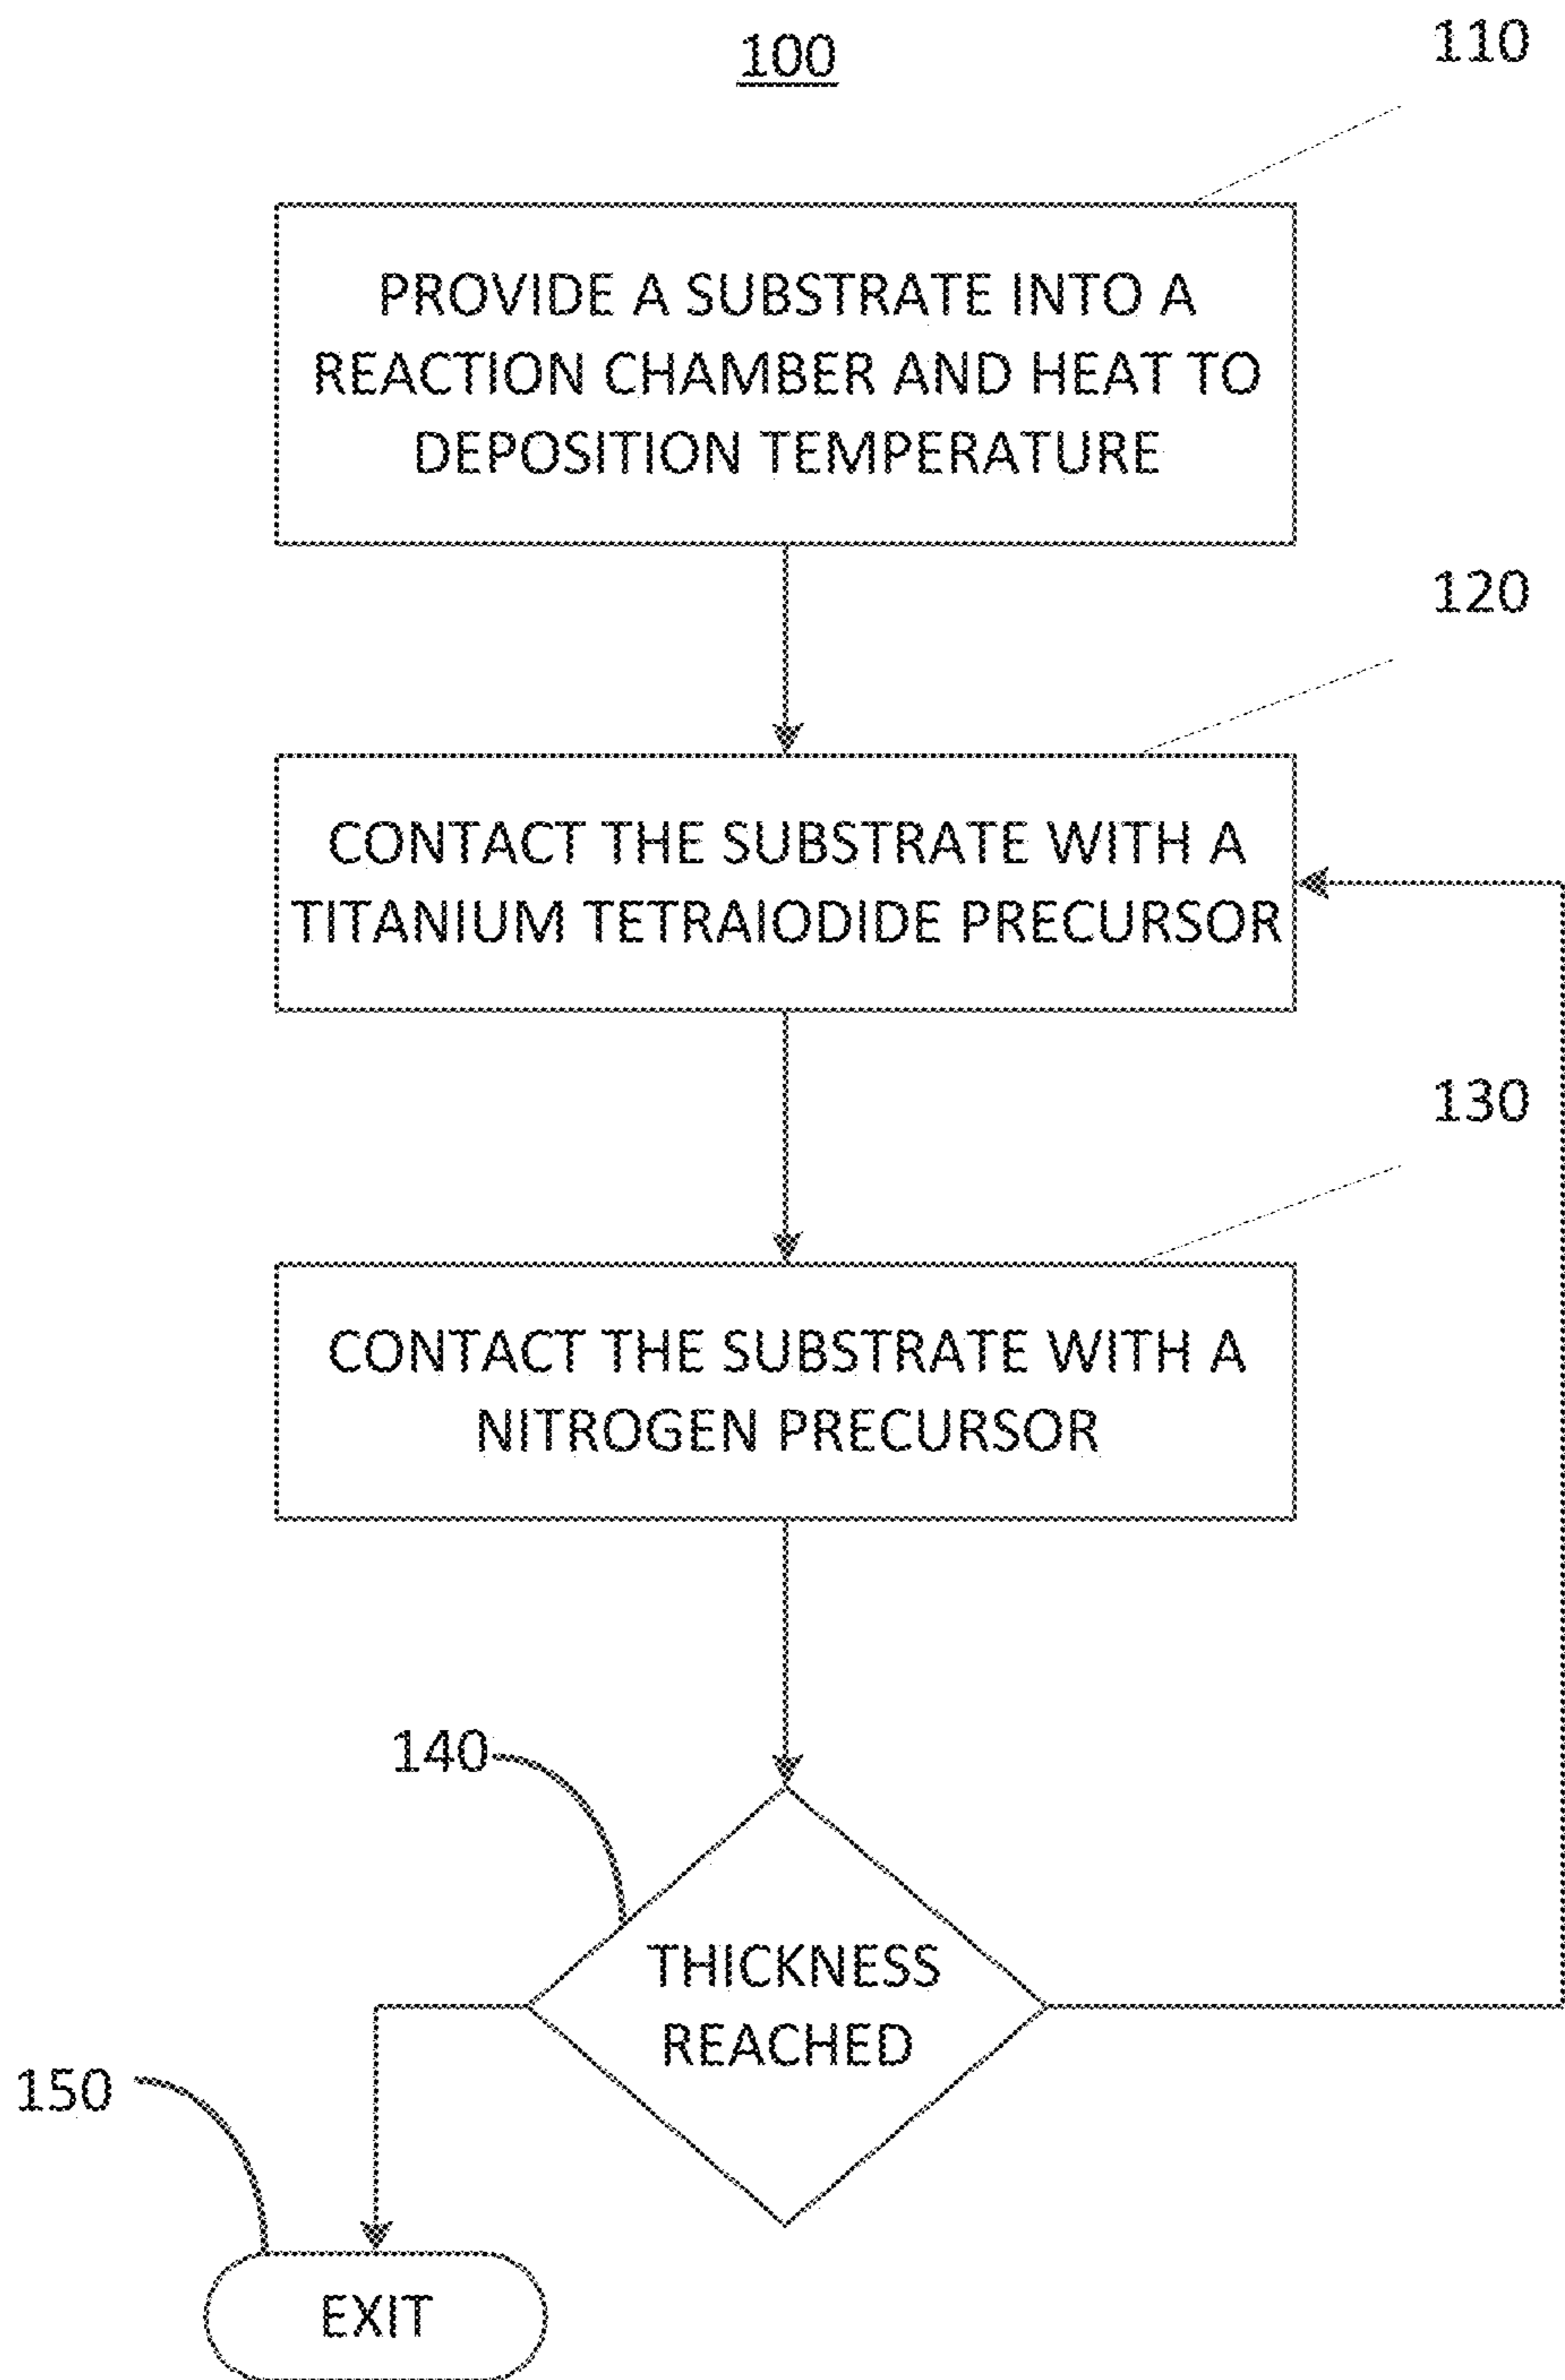 100
110
PROVIDE A SUBSTRATE INTO A
REACTION CHAMBER AND HEAT TO
DEPOSITION TEMPERATURE
120
CONTACT THE SUBSTRATE WITH A
TITANIUM TETRAIODIDE PRECURSOR
130
CONTACT THE SUBSTRATE WITH A
NITROGEN PRECURSOR
140
THICKNESS
REACHED
150
EXIT